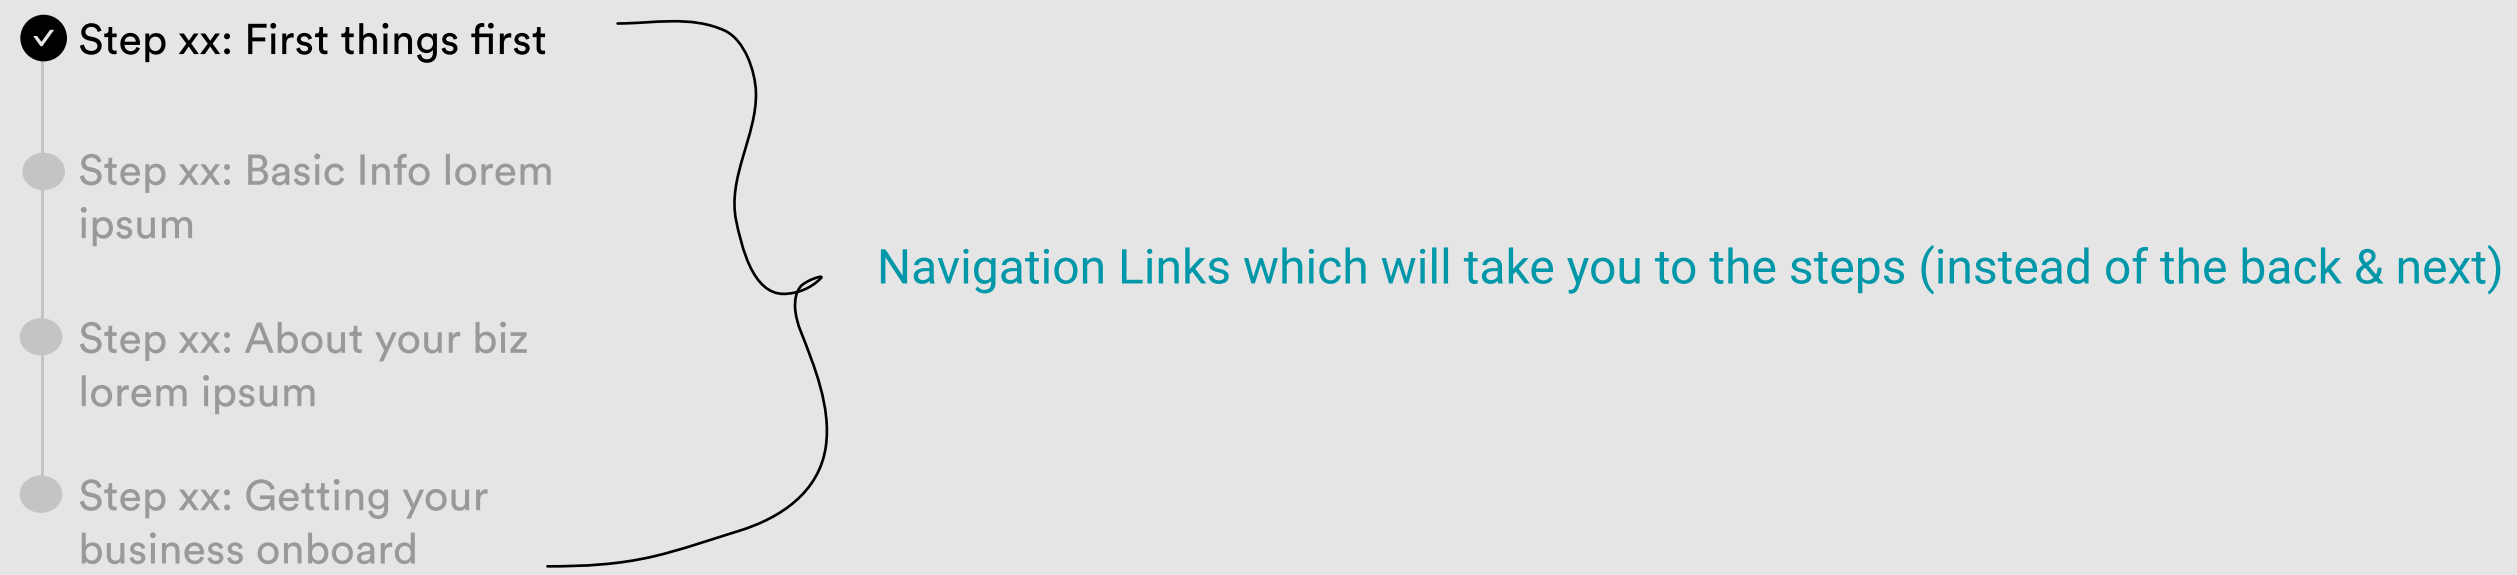 Step xx: First things first
Step xx: Basic Info lorem
ipsum
Navigation Links which will take you to the steps (instead of the back & next)
Step xx: About your biz
lorem ipsum
Step xx: Getting your
business onboard